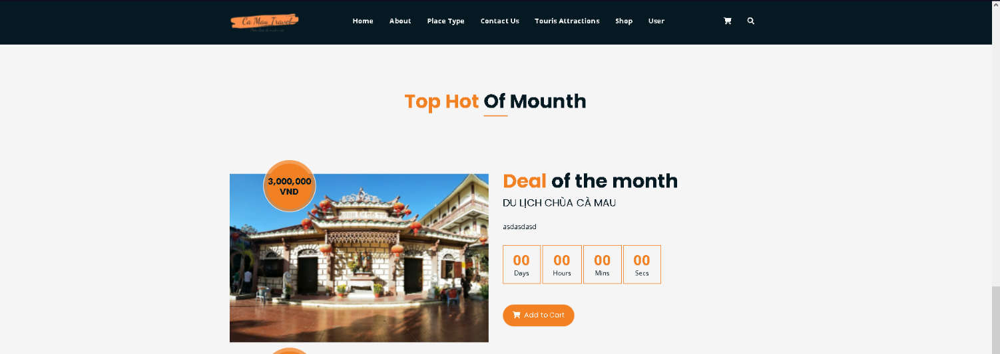 Ca Mau Travel
Home About Place Type Contact Us Touris Attractions Shop User
Top Hot Of Mounth
3,000,000
VND
Deal of the month
DU LỊCH CHÙA CÀ MAU
asdasdasd
00 00 00 00
Days Hours Mins Secs
Add to Cart